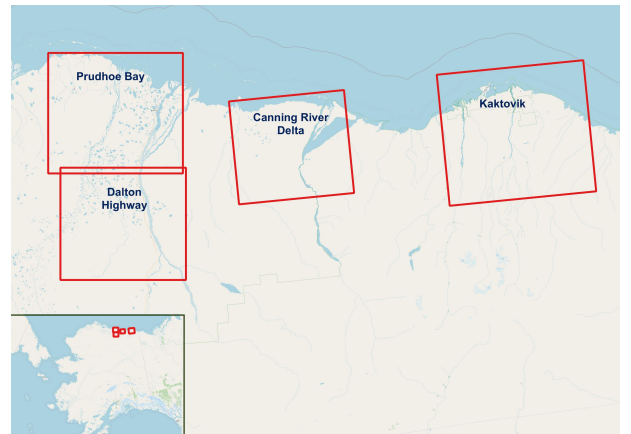 Prudhoe Bay
Canning River
Delta
Kaktovik
Dalton
Highway